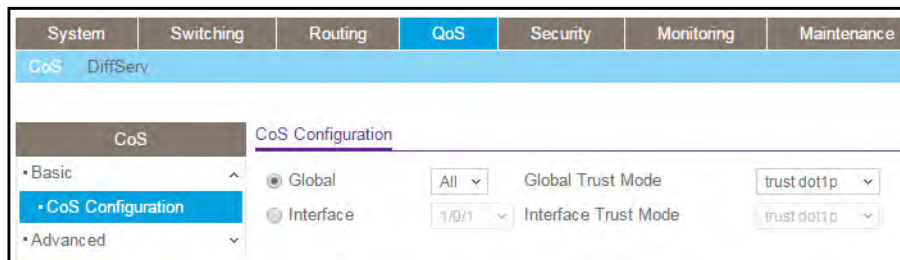 System Switching Routing QoS Security Monitoring Maintenance
CoS DiffServ
CoS
Basic
CoS Configuration
Advanced
CoS Configuration
Global All Global Trust Mode trust dot1p
Interface 1/0/1 Interface Trust Mode trust dot1p